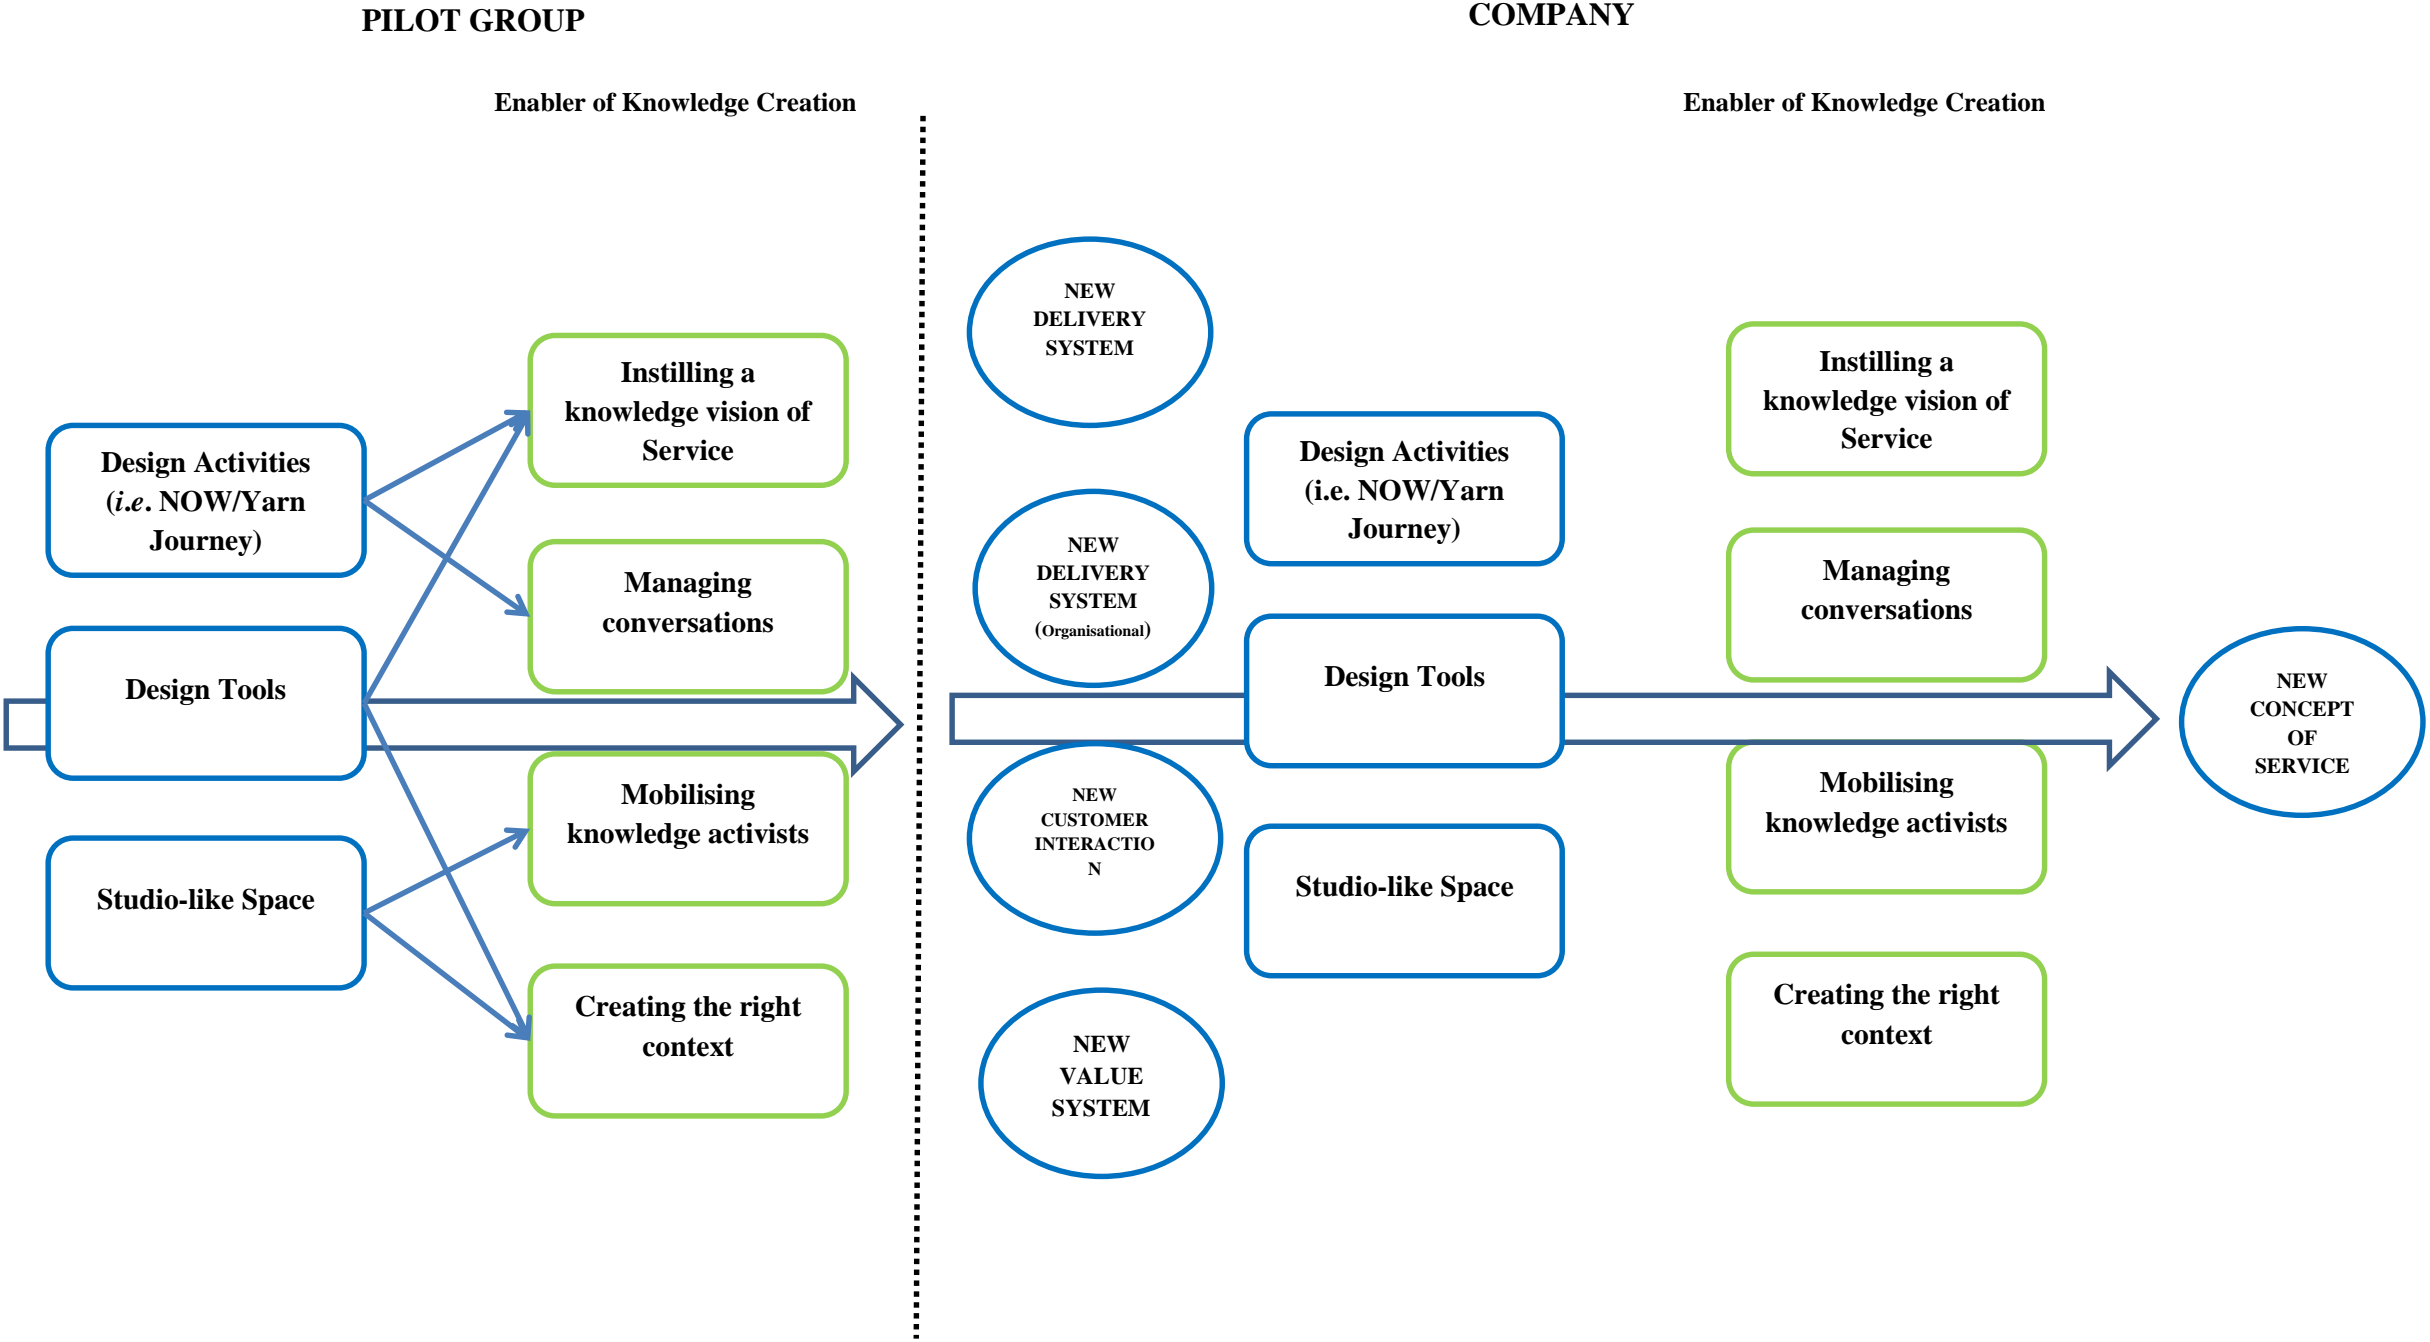 PILOT GROUP
Enabler of Knowledge Creation
Design Activities
(i.e. NOW/Yarn
Journey)
Design Tools
Studio-like Space
Instilling a
knowledge vision of
Service
Managing
conversations
Mobilising
knowledge activists
Creating the right
context
COMPANY
Enabler of Knowledge Creation
NEW
DELIVERY
SYSTEM
NEW
DELIVERY
SYSTEM
(Organisational)
NEW
CUSTOMER
INTERACTIO
N
NEW
VALUE
SYSTEM
Design Activities
(i.e. NOW/Yarn
Journey)
Design Tools
Studio-like Space
Instilling a
knowledge vision of
Service
Managing
conversations
Mobilising
knowledge activists
Creating the right
context
NEW
CONCEPT
OF
SERVICE